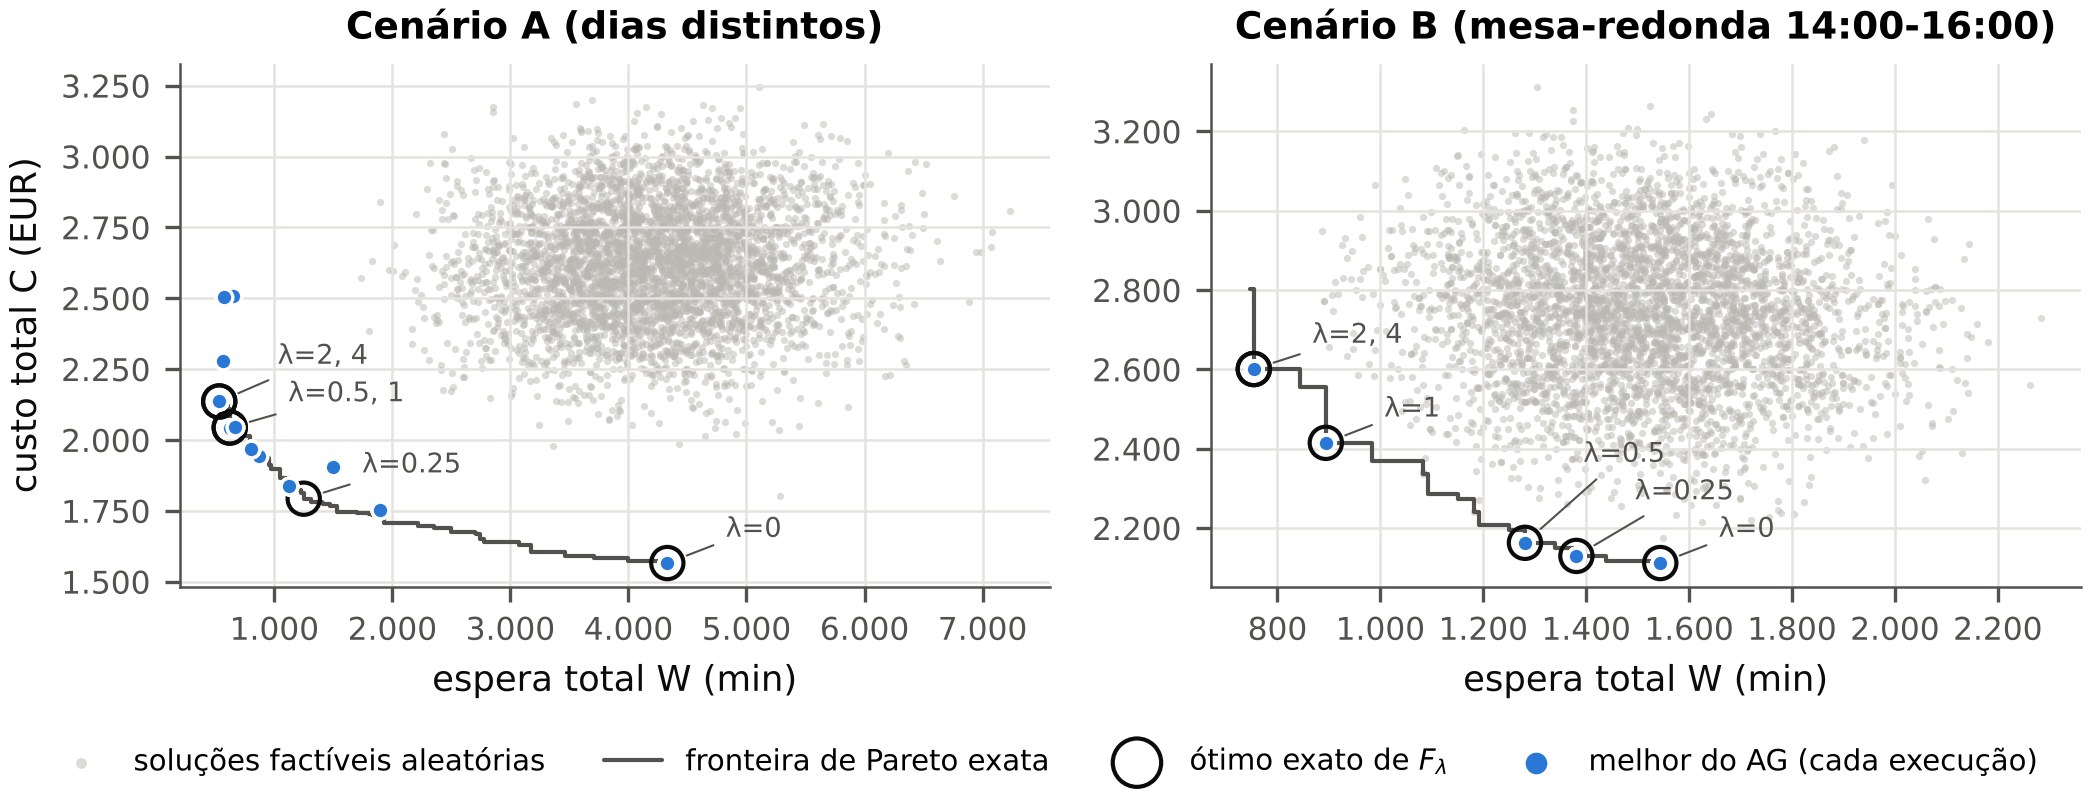 Cenário A (dias distintos)
custo total C (EUR)
3.250
3.000
2.750
2.500
2.250
2.000
1.750
1.500
λ=2, 4
λ=0.5, 1
λ=0.25
λ=0
1.000 2.000 3.000 4.000 5.000 6.000 7.000
espera total W (min)
Cenário B (mesa-redonda 14:00-16:00)
3.200
3.000
2.800
2.600
2.400
2.200
λ=2, 4
λ=1
λ=0.5
λ=0.25
λ=0
800 1.000 1.200 1.400 1.600 1.800 2.000 2.200
espera total W (min)
soluções factíveis aleatórias
fronteira de Pareto exata
ótimo exato de Fλ
melhor do AG (cada execução)